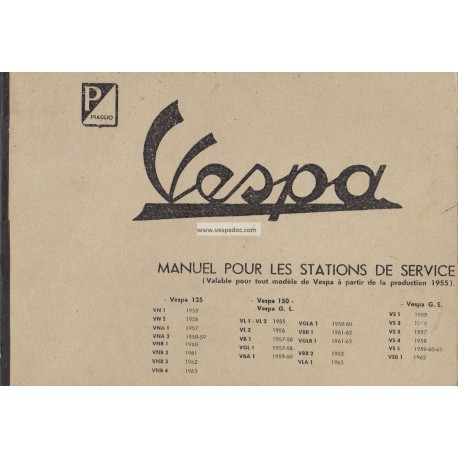 P
PIAGGIO
Vespa
www.vespadoc.com
MANUEL POUR LES STATIONS DE SERVICE
(Valable pour tout modèle de Vespa à partir de la production 1955).
- Vespa 125
VN 1 1955
VN 2 1956
VNA 1 1957
VNA 2 1958-59
VNB 1 1960
VNB 2 1961
VNB 3 1962
VNB 4 1963
- Vespa 150 -
Vespa G. L.
VL 1 - VL 2 1955
VL 3 1956
VB 1 1957-58
VGL 1 1957-58
VBA 1 1959-60
VGLA 1 1959-60
VBB 1 1961-62
VGLB 1 1961-62
VBB 2 1962
VLA 1 1963
- Vespa G. S.
VS 1 1955
VS 2
VS 3 1957
VS 4 1958
VS 5 1959-60-61
VSB 1 1962